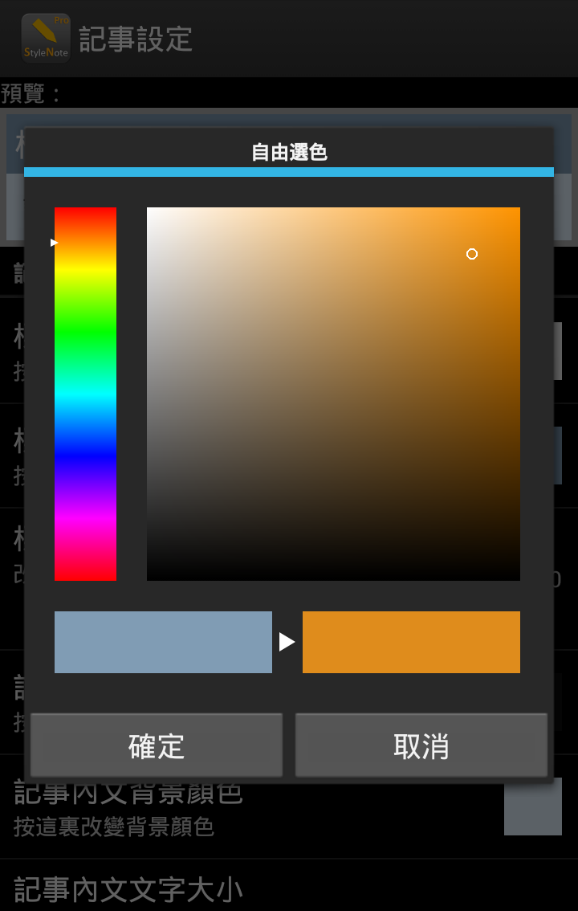 Pro
StyleNote
記事設定
預覽：
自由選色
確定
取消
記事內文背景顏色
按這裏改變背景顏色
記事內文文字大小